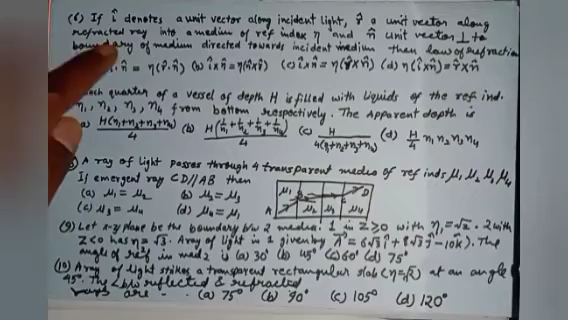 (6) If î denotes a unit vector along incident light, r̂ a unit vector along
refracted ray into a medium of ref index η and n̂ unit vector ⊥ to
boundary of medium directed towards incident medium then law of refraction
î.n̂ = η(r̂.n̂) (b) î×n̂ = η(n̂×r̂) (c) î×n̂ = η(r̂×n̂) (d) η(î×n̂) = r̂×n̂
Each quarter of a vessel of depth H is filled with liquids of the ref ind.
η1, η2, η3, η4 from bottom respectively. The apparent depth is
(a) H(η1+η2+η3+η4)/4 (b) H(1/η1+1/η2+1/η3+1/η4)/4 (c) H/4(η1+η2+η3+η4) (d) H/4 η1η2η3η4
A ray of light passes through 4 transparent media of ref inds μ1 μ2 μ3 μ4
If emergent ray CD//AB then
(a) μ1 = μ2 (b) μ2 = μ3
(c) μ3 = μ4 (d) μ4 = μ1
μ1 B C D
A μ2 μ3 μ4
(9) Let x-y plane be the boundary b/w 2 medias. 1 in Z≥0 with η1=√2. 2 with
Z<0 has η=√3. A ray of light is 1 given by A = 6√3î+8√3ĵ-10k̂). The
angle of ref in med 2 is (a) 30° (b) 45° (c) 60° (d) 75°
(10) A ray of light strikes a transparent rectangular slab (η=√2) at an angle
45°. The ∠ b/w reflected & refracted
rays are - . . (a) 75° (b) 90° (c) 105° (d) 120°